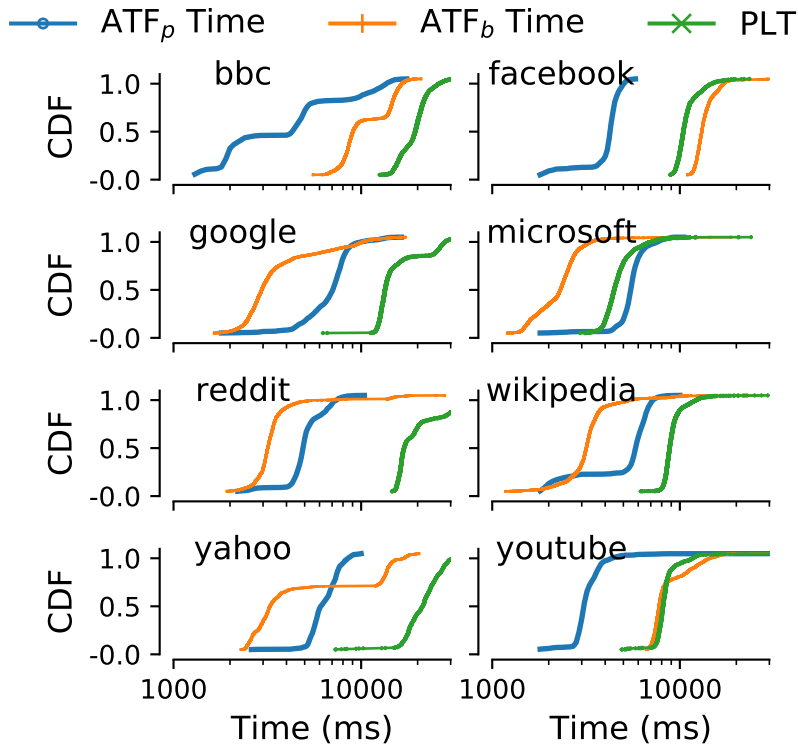 ATFp Time ATFb Time PLT
bbc facebook
CDF 1.0 0.5 -0.0
google microsoft
CDF 1.0 0.5 -0.0
reddit wikipedia
CDF 1.0 0.5 -0.0
yahoo youtube
CDF 1.0 0.5 -0.0
1000 10000 1000 10000
Time (ms) Time (ms)